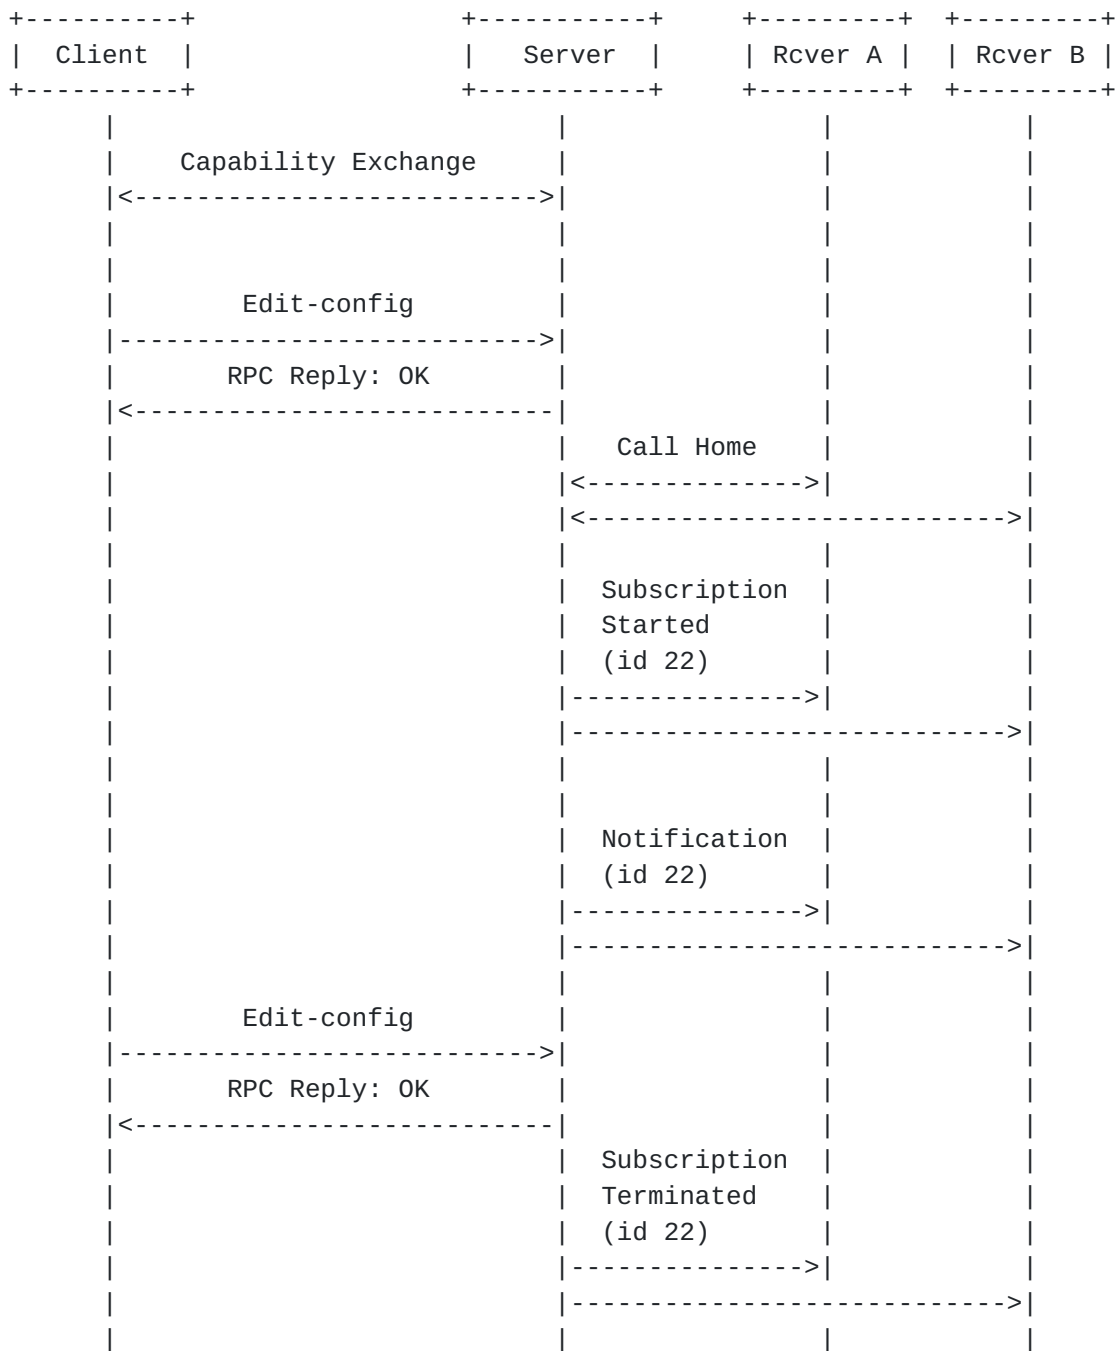 Client Server Rcver A Rcver B
Capability Exchange
Edit-config
RPC Reply: OK
Call Home
Subscription
Started
(id 22)
Notification
(id 22)
Edit-config
RPC Reply: OK
Subscription
Terminated
(id 22)